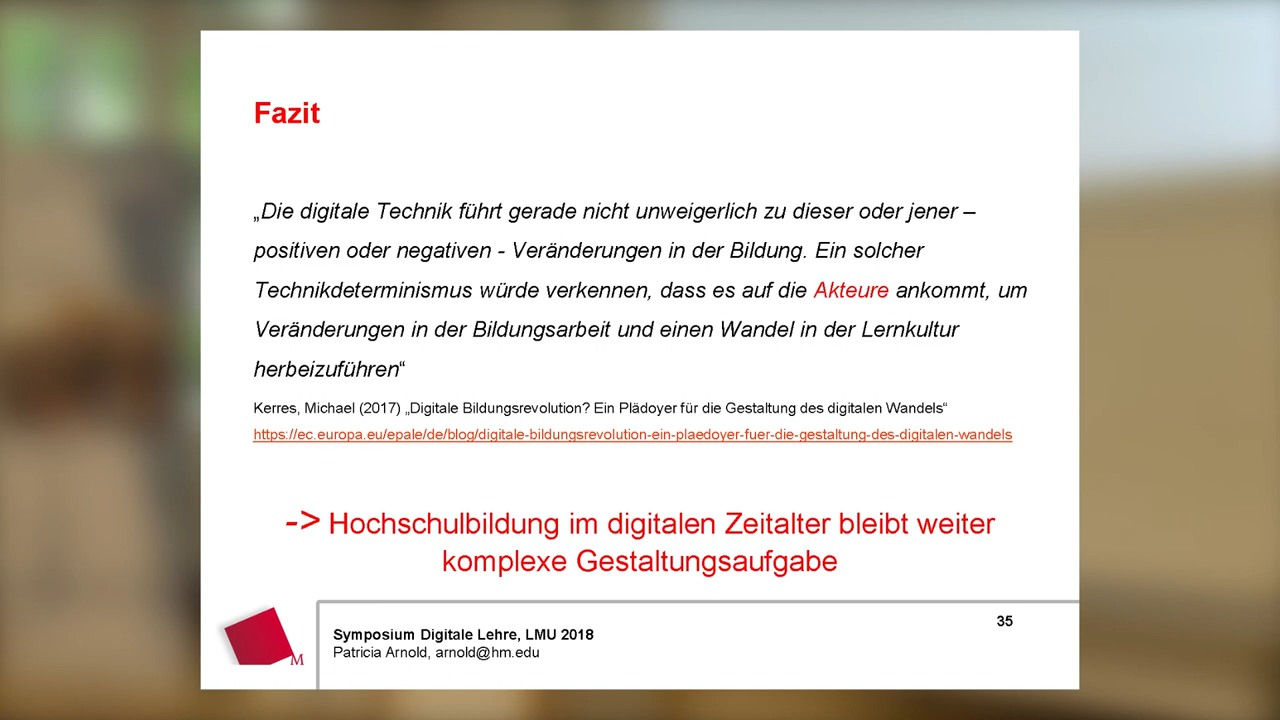 Fazit
„Die digitale Technik führt gerade nicht unweigerlich zu dieser oder jener –
positiven oder negativen - Veränderungen in der Bildung. Ein solcher
Technikdeterminismus würde verkennen, dass es auf die Akteure ankommt, um
Veränderungen in der Bildungsarbeit und einen Wandel in der Lernkultur
herbeizuführen“
Kerres, Michael (2017) „Digitale Bildungsrevolution? Ein Plädoyer für die Gestaltung des digitalen Wandels“
https://ec.europa.eu/epale/de/blog/digitale-bildungsrevolution-ein-plaedoyer-fuer-die-gestaltung-des-digitalen-wandels
-> Hochschulbildung im digitalen Zeitalter bleibt weiter
komplexe Gestaltungsaufgabe
35
Symposium Digitale Lehre, LMU 2018
Patricia Arnold, arnold@hm.edu
M